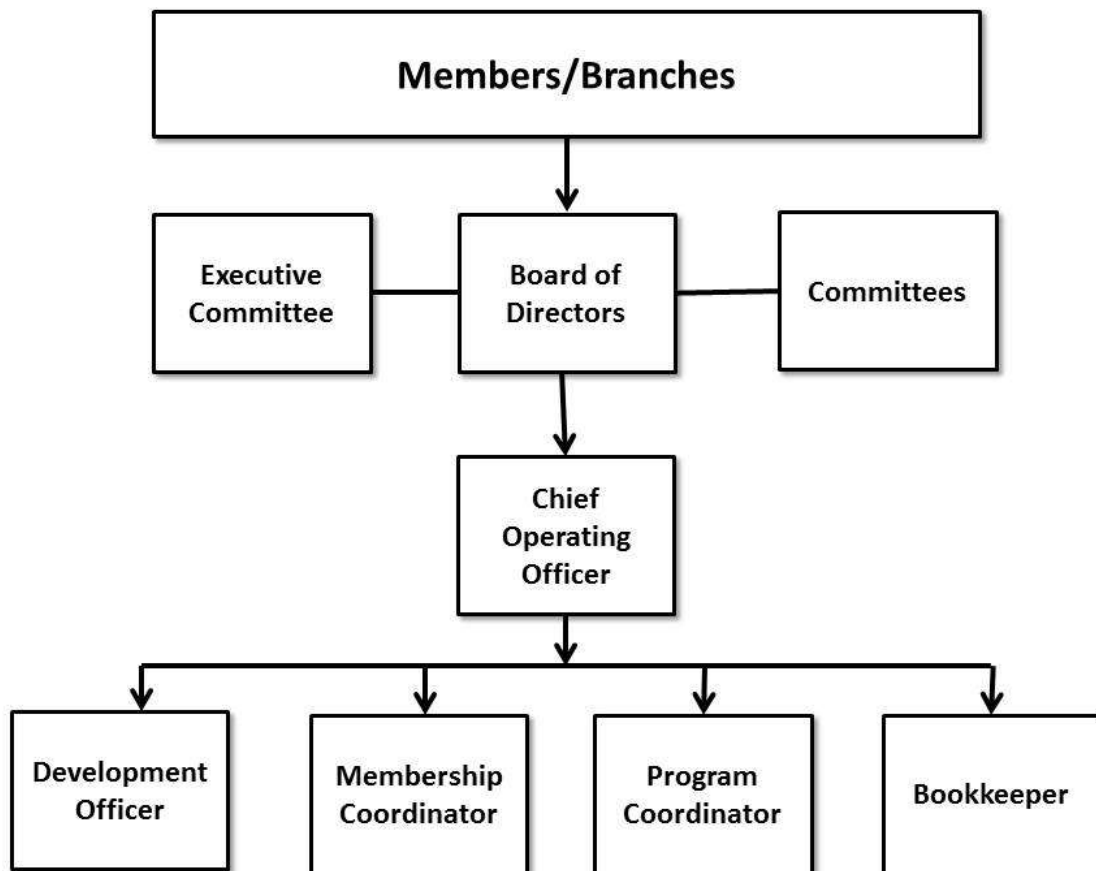 Members/Branches
Executive
Committee
Board of
Directors
Committees
Chief
Operating
Officer
Development
Officer
Membership
Coordinator
Program
Coordinator
Bookkeeper